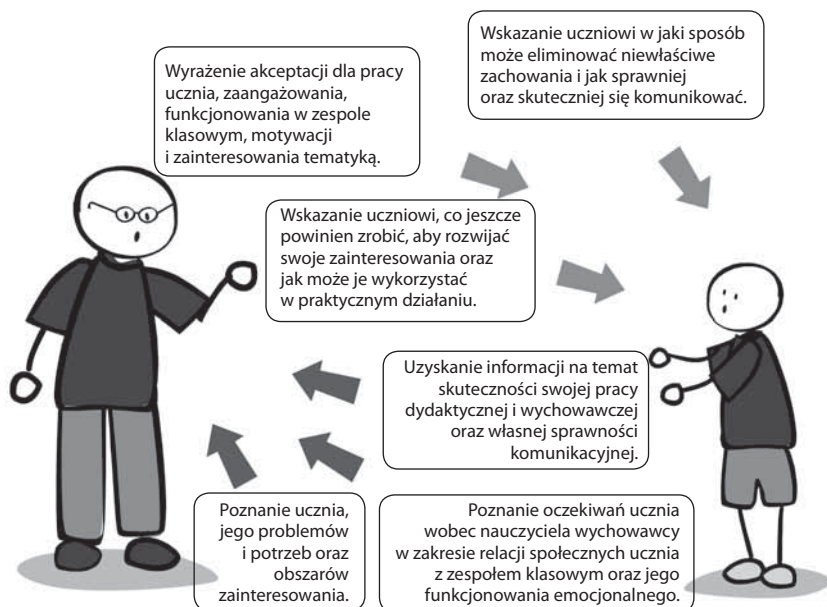 Wskazanie uczniowi w jaki sposób
może eliminować niewłaściwe
zachowania i jak sprawniej
oraz skuteczniej się komunikować.
Wyrażenie akceptacji dla pracy
ucznia, zaangażowania,
funkcjonowania w zespole
klasowym, motywacji
i zainteresowania tematyką.
Wskazanie uczniowi, co jeszcze
powinien zrobić, aby rozwijać
swoje zainteresowania oraz
jak może je wykorzystać
w praktycznym działaniu.
Uzyskanie informacji na temat
skuteczności swojej pracy
dydaktycznej i wychowawczej
oraz własnej sprawności
komunikacyjnej.
Poznanie ucznia,
jego problemów
i potrzeb oraz
obszarów
zainteresowania.
Poznanie oczekiwań ucznia
wobec nauczyciela wychowawcy
w zakresie relacji społecznych ucznia
z zespołem klasowym oraz jego
funkcjonowania emocjonalnego.